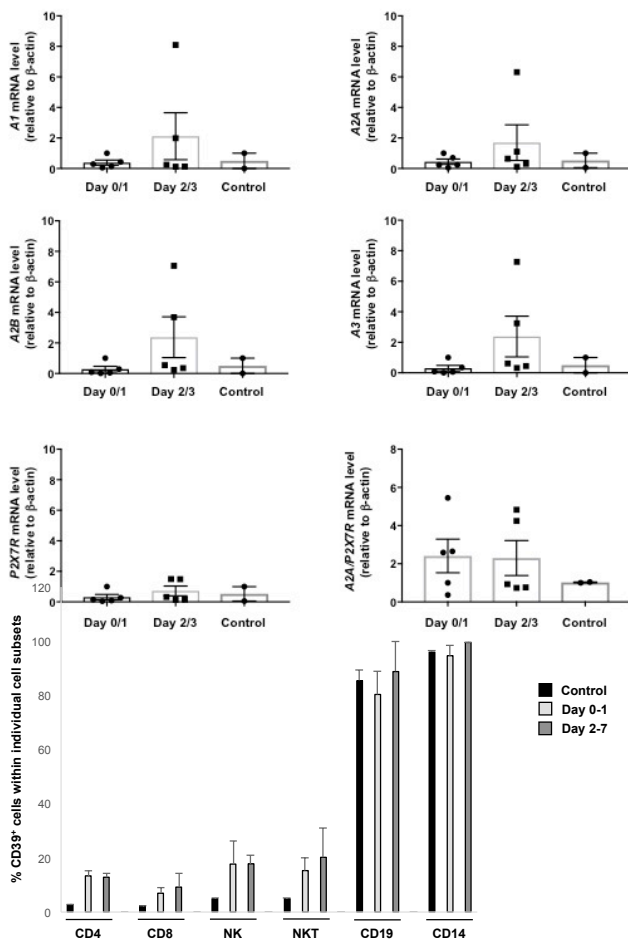 A1 mRNA level
(relative to β-actin)
10
8
6
4
2
0
Day 0/1 Day 2/3 Control
A2A mRNA level
(relative to β-actin)
10
8
6
4
2
0
Day 0/1 Day 2/3 Control
A2B mRNA level
(relative to β-actin)
10
8
6
4
2
0
Day 0/1 Day 2/3 Control
A3 mRNA level
(relative to β-actin)
10
8
6
4
2
0
Day 0/1 Day 2/3 Control
P2X7R mRNA level
(relative to β-actin)
10
8
6
4
2
0
Day 0/1 Day 2/3 Control
A2A/P2X7R mRNA level
(relative to β-actin)
8
6
4
2
0
Day 0/1 Day 2/3 Control
% CD39⁺ cells within individual cell subsets
120
100
80
60
40
20
0
CD4 CD8 NK NKT CD19 CD14
Control
Day 0-1
Day 2-7